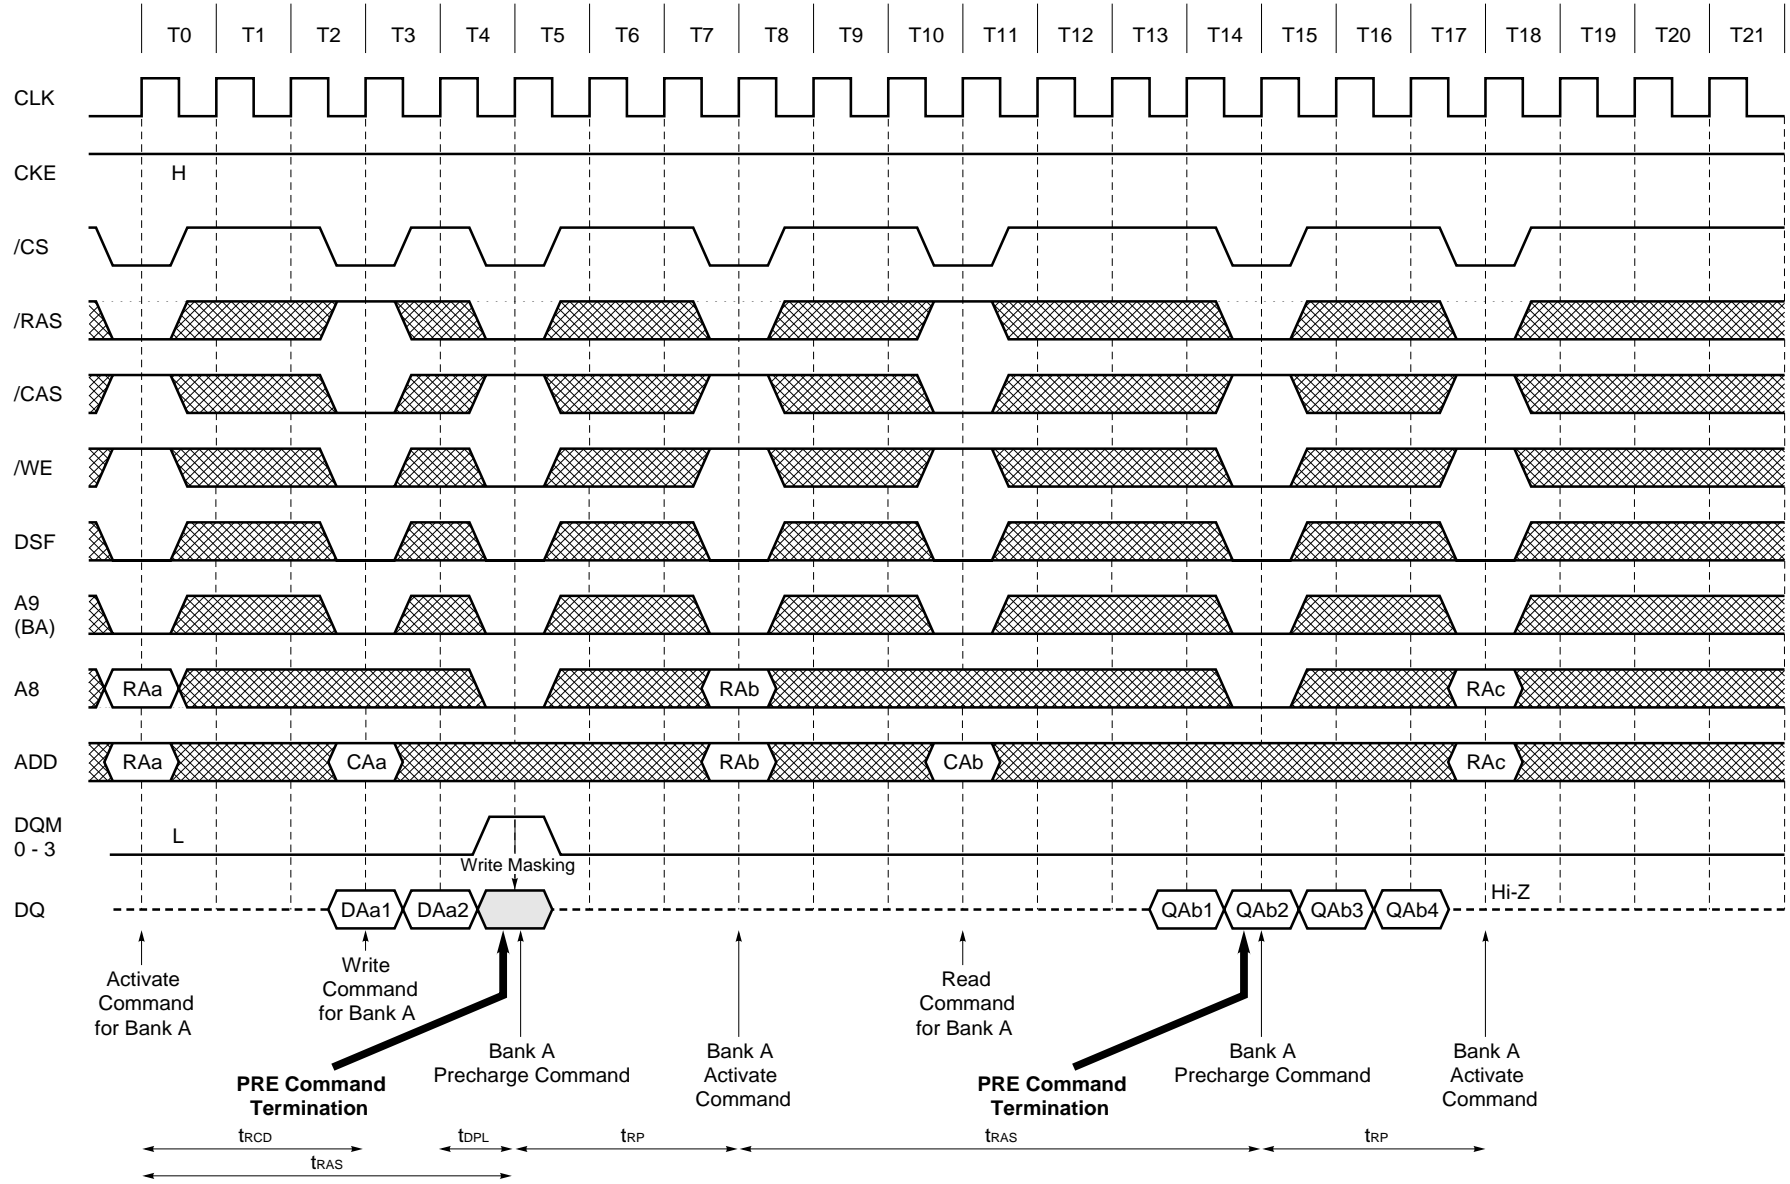 T0 T1 T2 T3 T4 T5 T6 T7 T8 T9 T10 T11 T12 T13 T14 T15 T16 T17 T18 T19 T20 T21
CLK
CKE H
/CS
/RAS
/CAS
/WE
DSF
A9
(BA)
A8 RAa RAb RAc
ADD RAa CAa RAb CAb RAc
DQM
0 - 3
L
Write Masking
DQ DAa1 DAa2 QAb1 QAb2 QAb3 QAb4 Hi-Z
Activate
Command
for Bank A
Write
Command
for Bank A
PRE Command
Termination
Bank A
Precharge Command
Bank A
Activate
Command
Read
Command
for Bank A
PRE Command
Termination
Bank A
Precharge Command
Bank A
Activate
Command
tRCD tDPL tRP tRAS tRP
tRAS